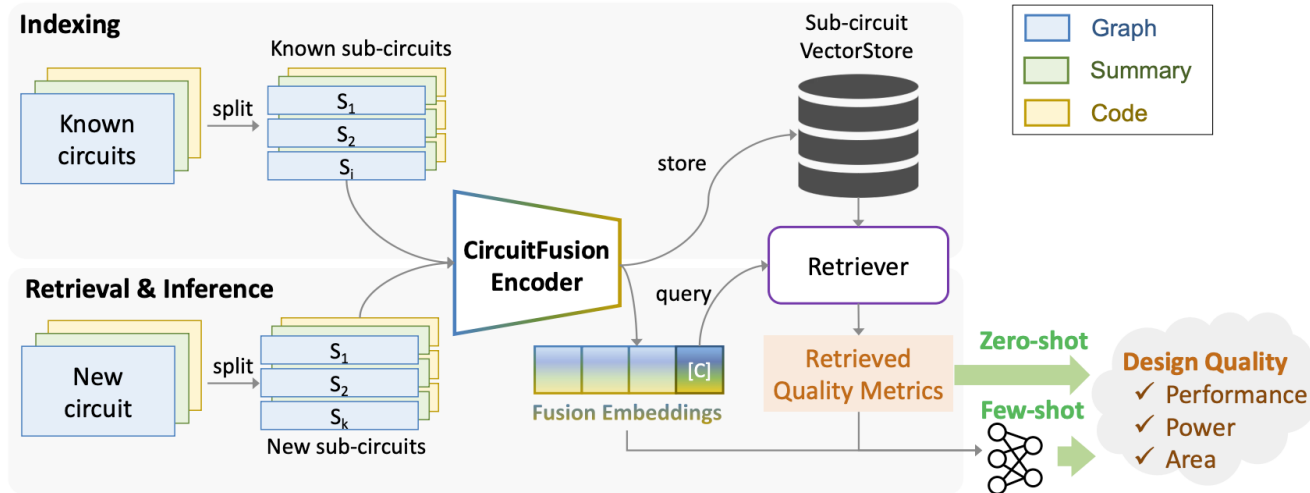 Indexing
Known circuits
split
Known sub-circuits
S1
S2
Si
CircuitFusion
Encoder
store
Sub-circuit
VectorStore
Retriever
Graph
Summary
Code
Retrieval & Inference
New
circuit
split
S1
S2
Sk
New sub-circuits
query
[C]
Fusion Embeddings
Retrieved
Quality Metrics
Zero-shot
Few-shot
Design Quality
✓ Performance
✓ Power
✓ Area